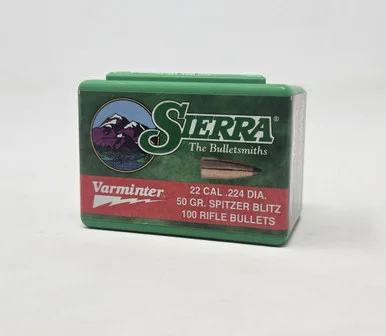 SIERRA®
The Bulletsmiths
Varminter
22 CAL .224 DIA.
50 GR. SPITZER BLITZ
100 RIFLE BULLETS